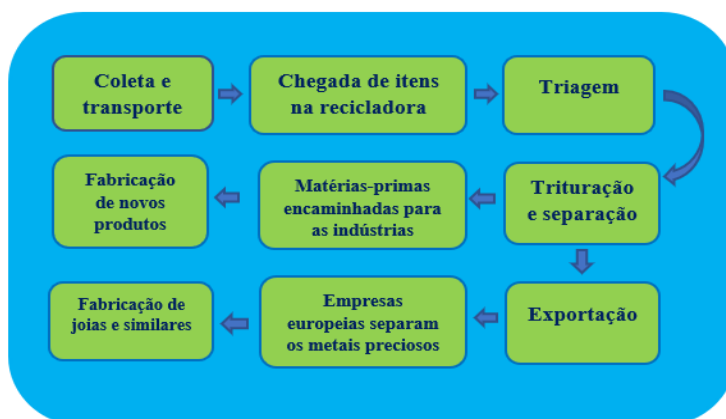 Coleta e
transporte
Chegada de itens
na recicladora
Triagem
Trituração
e separação
Matérias-primas
encaminhadas para
as indústrias
Fabricação
de novos
produtos
Exportação
Empresas
europeias separam
os metais preciosos
Fabricação de
joias e similares